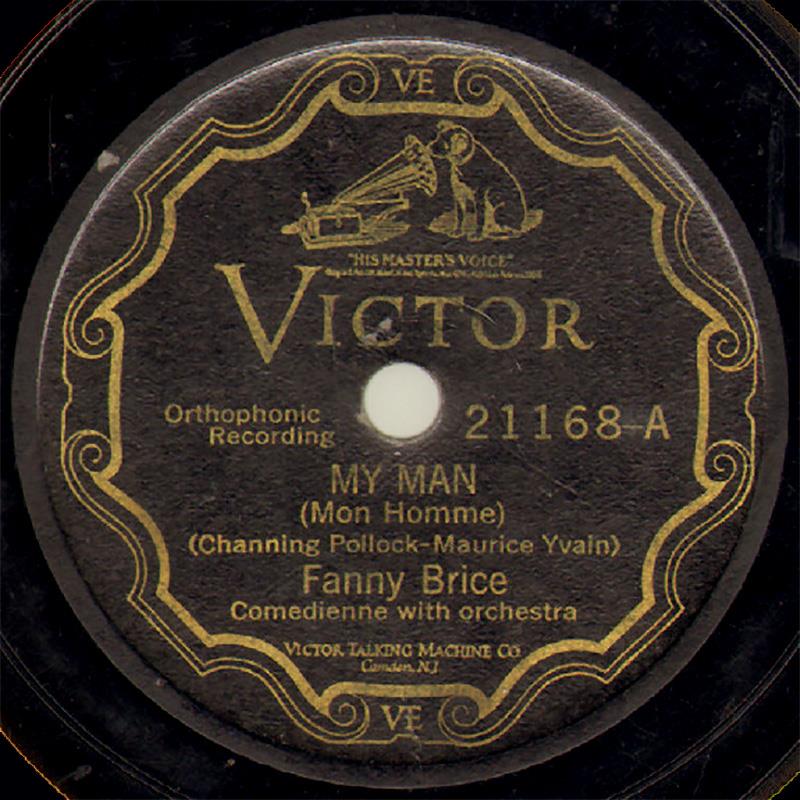 VE
"HIS MASTER'S VOICE"
VICTOR
Orthophonic
Recording
21168-A
MY MAN
(Mon Homme)
(Channing Pollock-Maurice Yvain)
Fanny Brice
Comedienne with orchestra
VICTOR TALKING MACHINE CO.
Camden, N.J.
VE